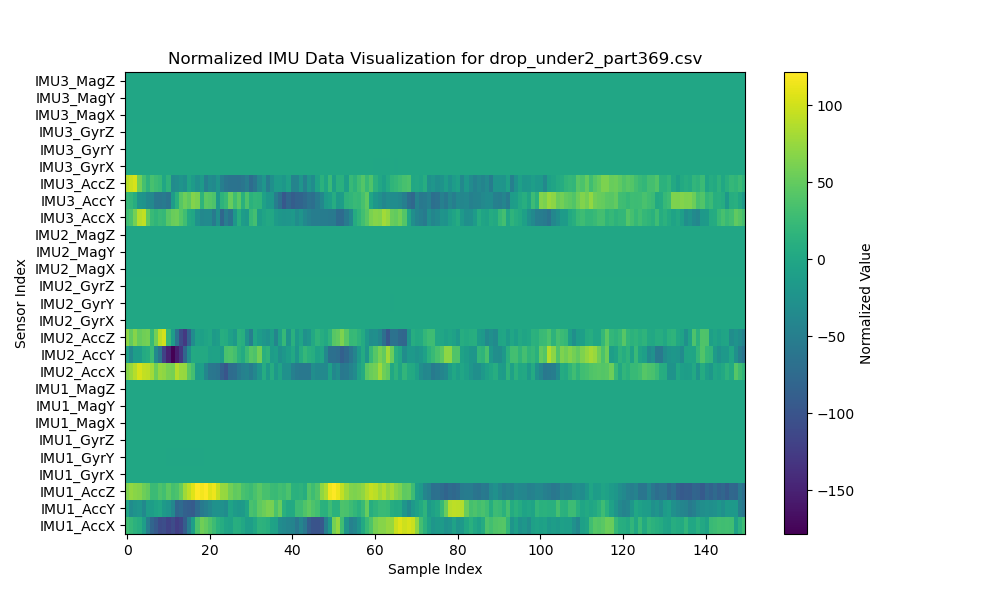 Normalized IMU Data Visualization for drop_under2_part369.csv
Sensor Index
IMU3_MagZ
IMU3_MagY
IMU3_MagX
IMU3_GyrZ
IMU3_GyrY
IMU3_GyrX
IMU3_AccZ
IMU3_AccY
IMU3_AccX
IMU2_MagZ
IMU2_MagY
IMU2_MagX
IMU2_GyrZ
IMU2_GyrY
IMU2_GyrX
IMU2_AccZ
IMU2_AccY
IMU2_AccX
IMU1_MagZ
IMU1_MagY
IMU1_MagX
IMU1_GyrZ
IMU1_GyrY
IMU1_GyrX
IMU1_AccZ
IMU1_AccY
IMU1_AccX
0 20 40 60 80 100 120 140
Sample Index
100
50
0
−50
−100
−150
Normalized Value